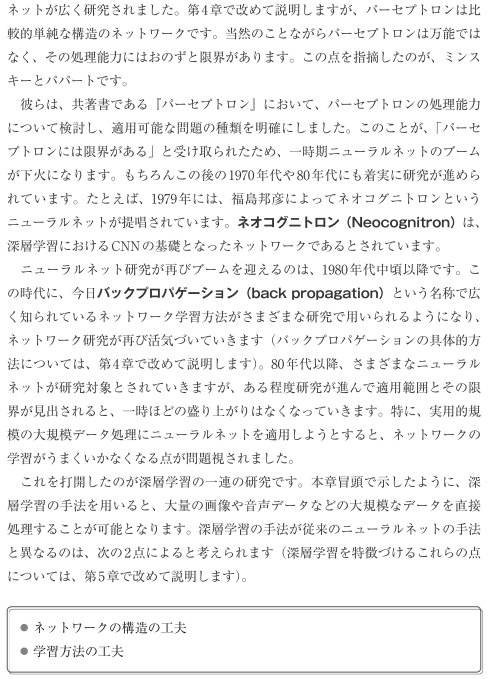 ネットが広く研究されました。第4章で改めて説明しますが、パーセプトロンは比
較的単純な構造のネットワークです。当然のことながらパーセプトロンは万能では
なく、その処理能力にはおのずと限界があります。この点を指摘したのが、ミンス
キーとパパートです。
彼らは、共著書である『パーセプトロン』において、パーセプトロンの処理能力
について検討し、適用可能な問題の種類を明確にしました。このことが、「パーセ
プトロンには限界がある」と受け取られたため、一時期ニューラルネットのブーム
が下火になります。もちろんこの後の1970年代や80年代にも着実に研究が進めら
れています。たとえば、1979年には、福島邦彦によってネオコグニトロンという
ニューラルネットが提唱されています。ネオコグニトロン（Neocognitron）は、
深層学習におけるCNNの基礎となったネットワークであるとされています。
ニューラルネット研究が再びブームを迎えるのは、1980年代中頃以降です。こ
の時代に、今日バックプロパゲーション（back propagation）という名称で広
く知られているネットワーク学習方法がさまざまな研究で用いられるようになり、
ネットワーク研究が再び活気づいていきます（バックプロパゲーションの具体的方
法については、第4章で改めて説明します）。80年代以降、さまざまなニューラル
ネットが研究対象とされていきますが、ある程度研究が進んで適用範囲とその限
界が見出されると、一時ほどの盛り上がりはなくなっていきます。特に、実用的規
模の大規模データ処理にニューラルネットを適用しようとすると、ネットワークの
学習がうまくいかなくなる点が問題視されました。
これを打開したのが深層学習の一連の研究です。本章冒頭で示したように、深
層学習の手法を用いると、大量の画像や音声データなどの大規模なデータを直接
処理することが可能となります。深層学習の手法が従来のニューラルネットの手法
と異なるのは、次の2点によると考えられます（深層学習を特徴づけるこれらの点
については、第5章で改めて説明します）。
● ネットワークの構造の工夫
● 学習方法の工夫